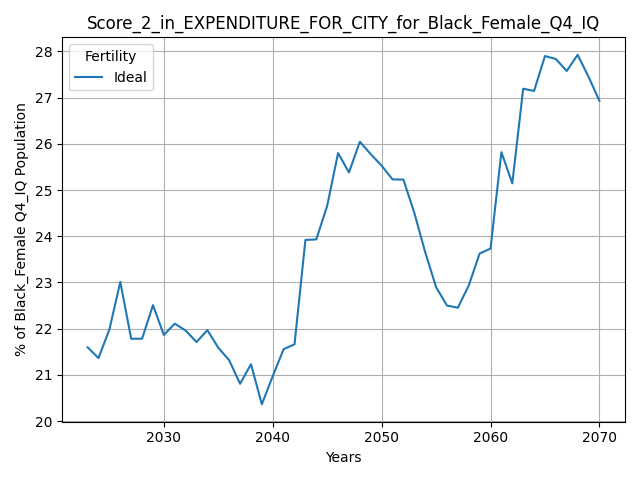 Score_2_in_EXPENDITURE_FOR_CITY_for_Black_Female_Q4_IQ
Fertility
Ideal
% of Black_Female Q4_IQ Population
28
27
26
25
24
23
22
21
20
2030 2040 2050 2060 2070
Years